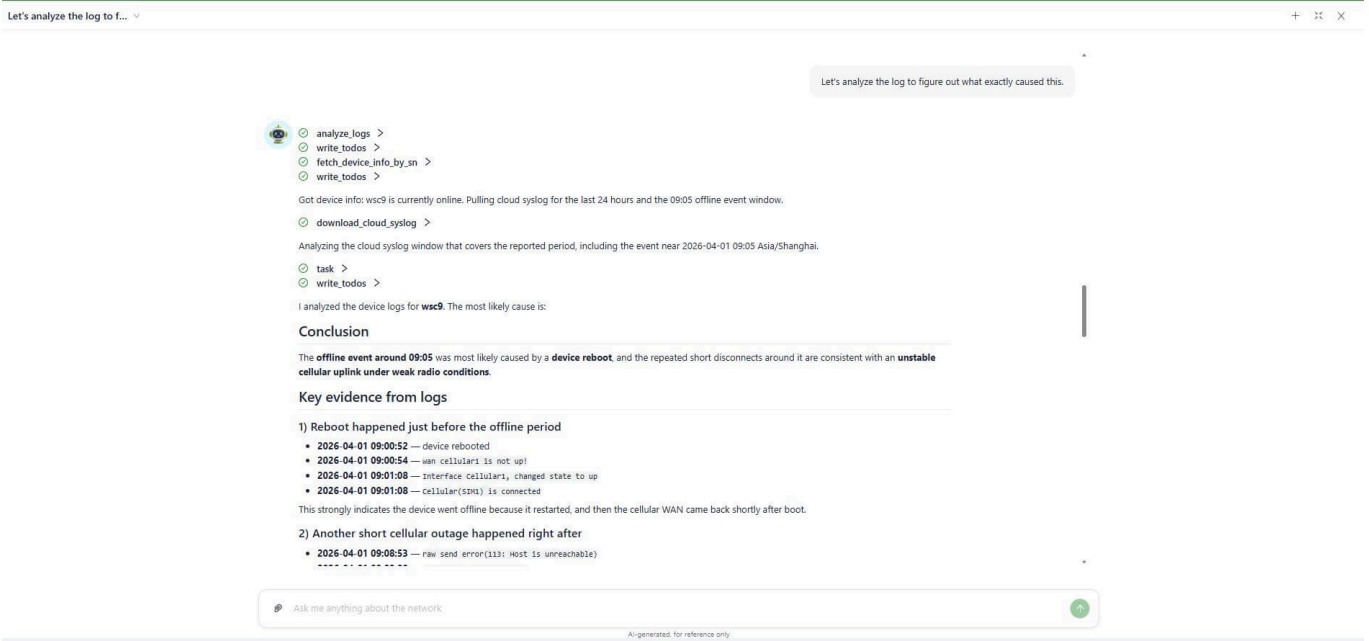 Let's analyze the log to f...
Let's analyze the log to figure out what exactly caused this.
analyze_logs
write_todos
fetch_device_info_by_sn
write_todos
Got device info: wsc9 is currently online. Pulling cloud syslog for the last 24 hours and the 09:05 offline event window.
download_cloud_syslog
Analyzing the cloud syslog window that covers the reported period, including the event near 2026-04-01 09:05 Asia/Shanghai.
task
write_todos
I analyzed the device logs for wsc9. The most likely cause is:
Conclusion
The offline event around 09:05 was most likely caused by a device reboot, and the repeated short disconnects around it are consistent with an unstable
cellular uplink under weak radio conditions.
Key evidence from logs
1) Reboot happened just before the offline period
• 2026-04-01 09:00:52 — device rebooted
• 2026-04-01 09:00:54 — wan cellular1 is not up!
• 2026-04-01 09:01:08 — Interface Cellular1, changed state to up
• 2026-04-01 09:01:08 — Cellular(SIM1) is connected
This strongly indicates the device went offline because it restarted, and then the cellular WAN came back shortly after boot.
2) Another short cellular outage happened right after
• 2026-04-01 09:08:53 — raw send error(113: Host is unreachable)
Ask me anything about the network
AI-generated, for reference only